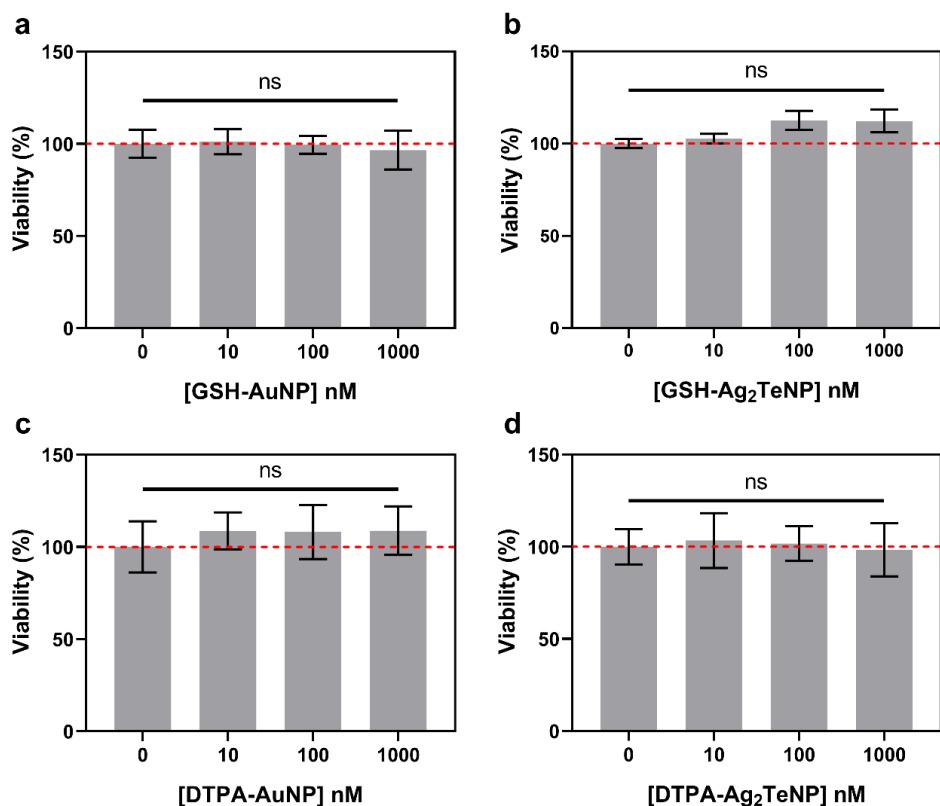 a
150
100
50
0
Viability (%)
ns
0 10 100 1000
[GSH-AuNP] nM
b
150
100
50
0
Viability (%)
ns
0 10 100 1000
[GSH-Ag₂TeNP] nM
c
150
100
50
0
Viability (%)
ns
0 10 100 1000
[DTPA-AuNP] nM
d
150
100
50
0
Viability (%)
ns
0 10 100 1000
[DTPA-Ag₂TeNP] nM